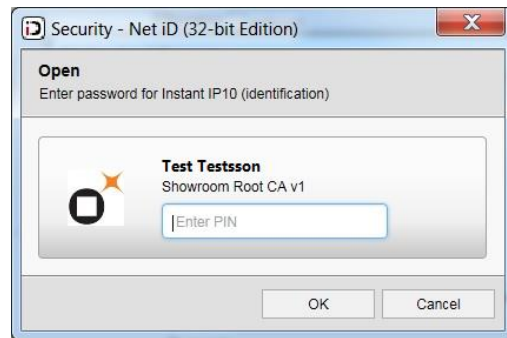 Security - Net iD (32-bit Edition)
Open
Enter password for Instant IP10 (identification)
Test Testsson
Showroom Root CA v1
Enter PIN
OK
Cancel